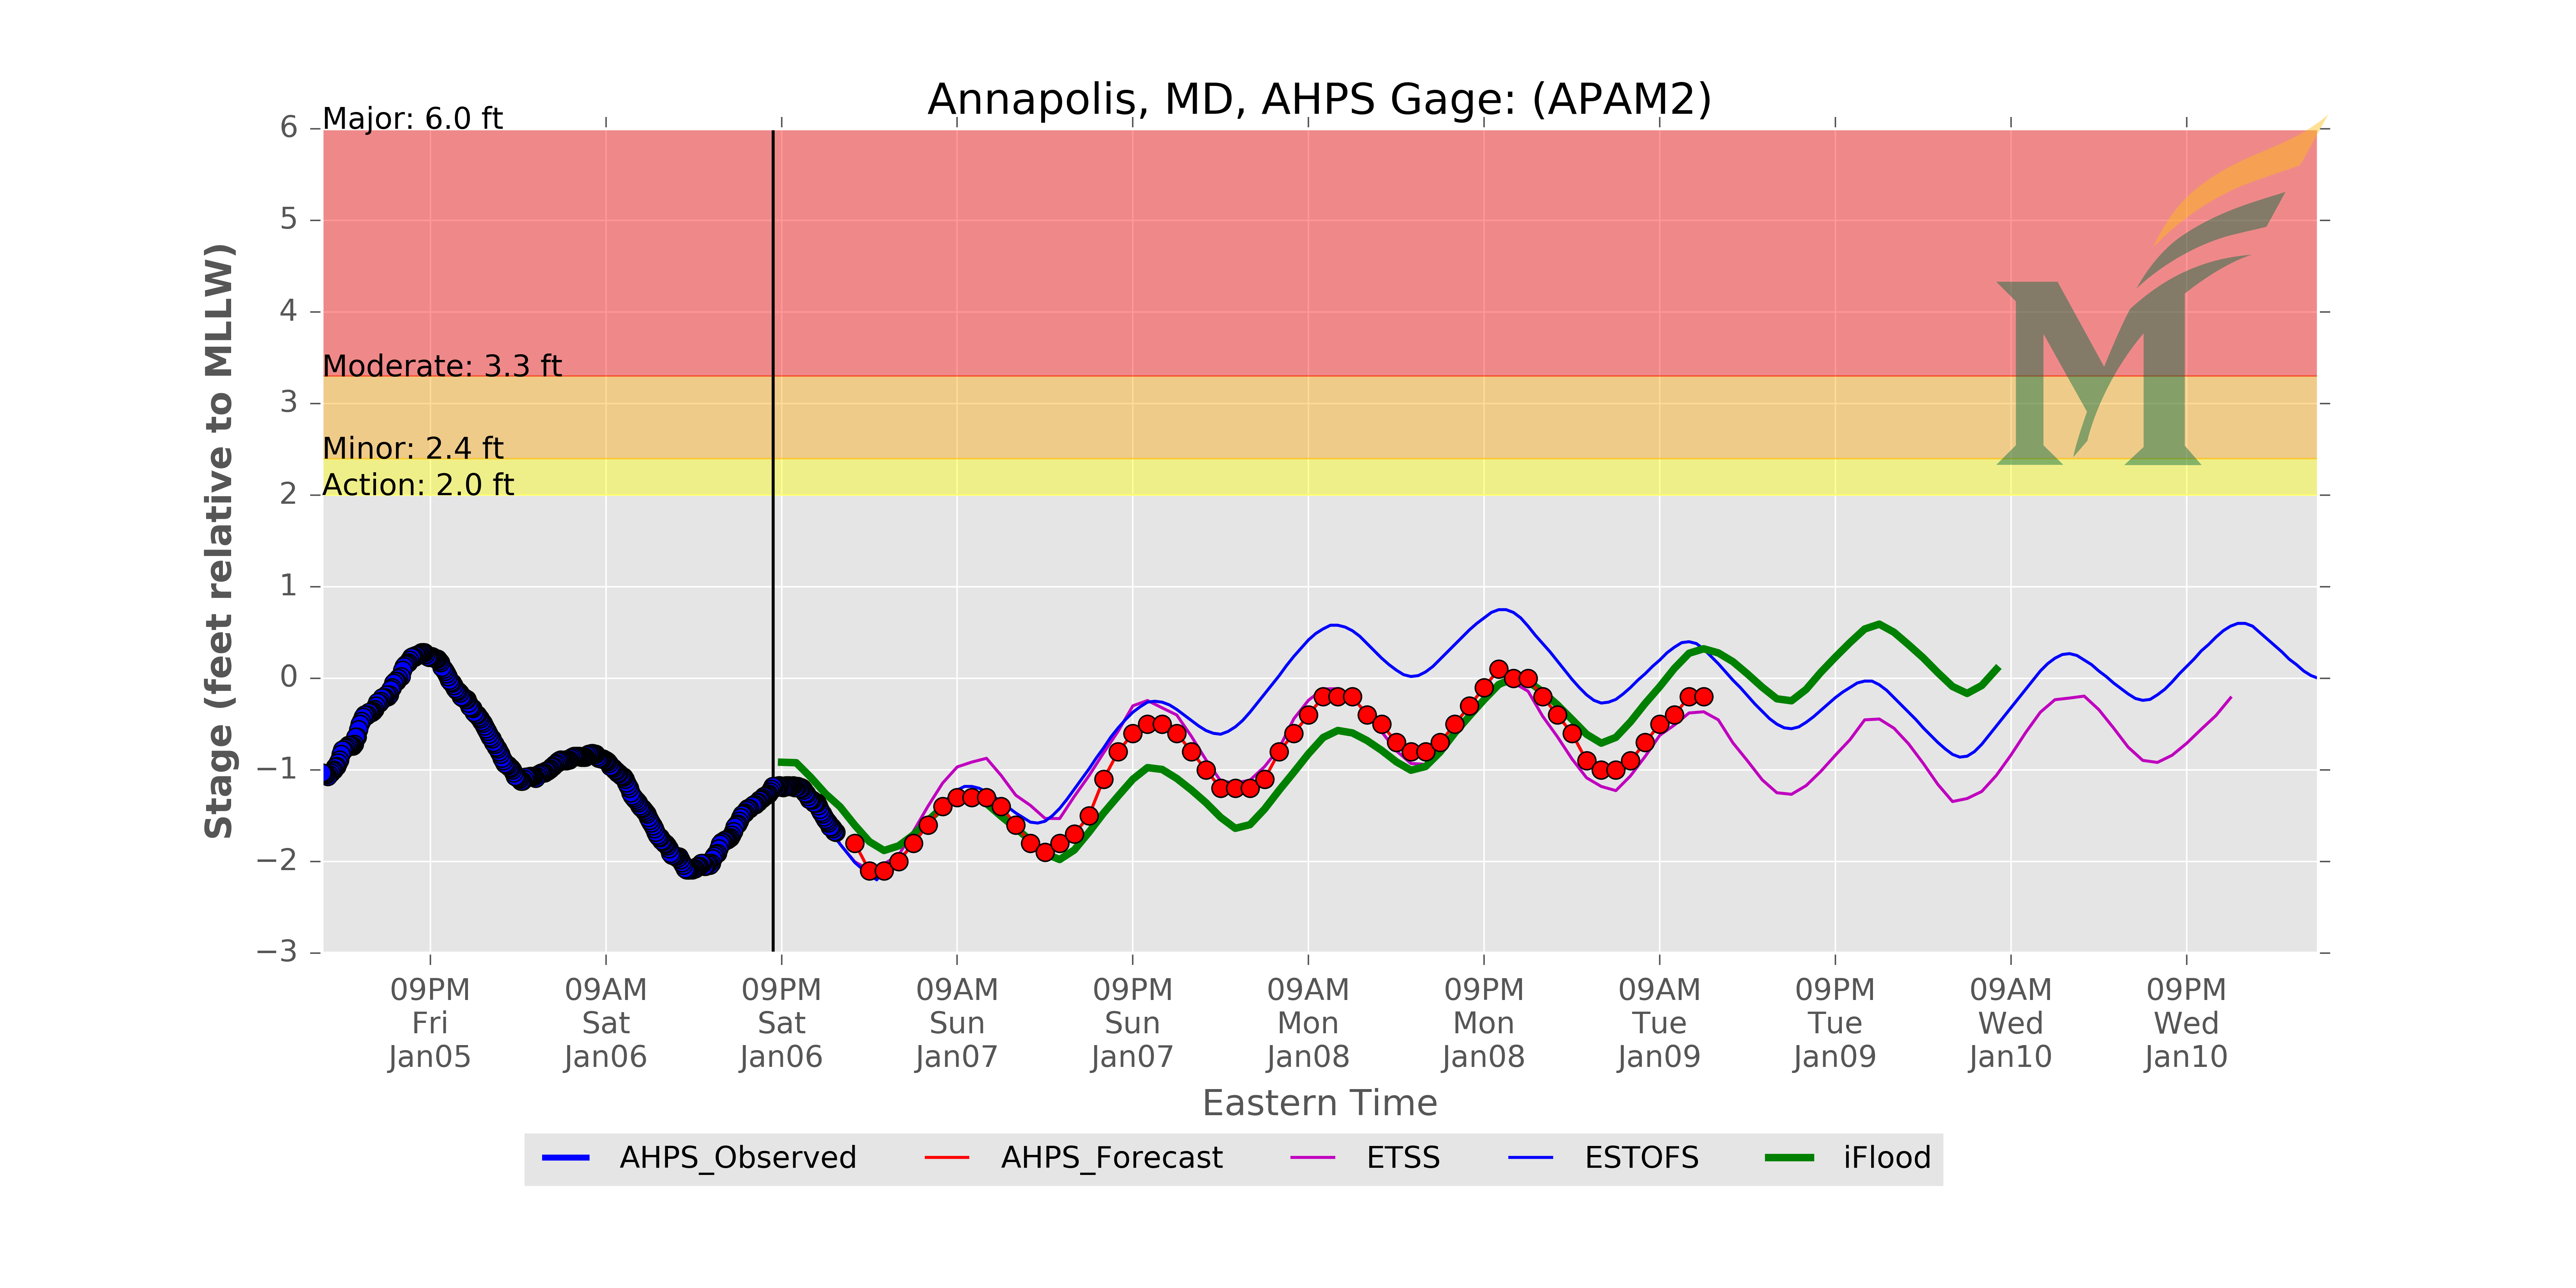 Annapolis, MD, AHPS Gage: (APAM2)
Major: 6.0 ft
Moderate: 3.3 ft
Minor: 2.4 ft
Action: 2.0 ft
Stage (feet relative to MLLW)
6
5
4
3
2
1
0
−1
−2
−3
09PM Fri Jan05
09AM Sat Jan06
09PM Sat Jan06
09AM Sun Jan07
09PM Sun Jan07
09AM Mon Jan08
09PM Mon Jan08
09AM Tue Jan09
09PM Tue Jan09
09AM Wed Jan10
09PM Wed Jan10
Eastern Time
AHPS_Observed
AHPS_Forecast
ETSS
ESTOFS
iFlood
M